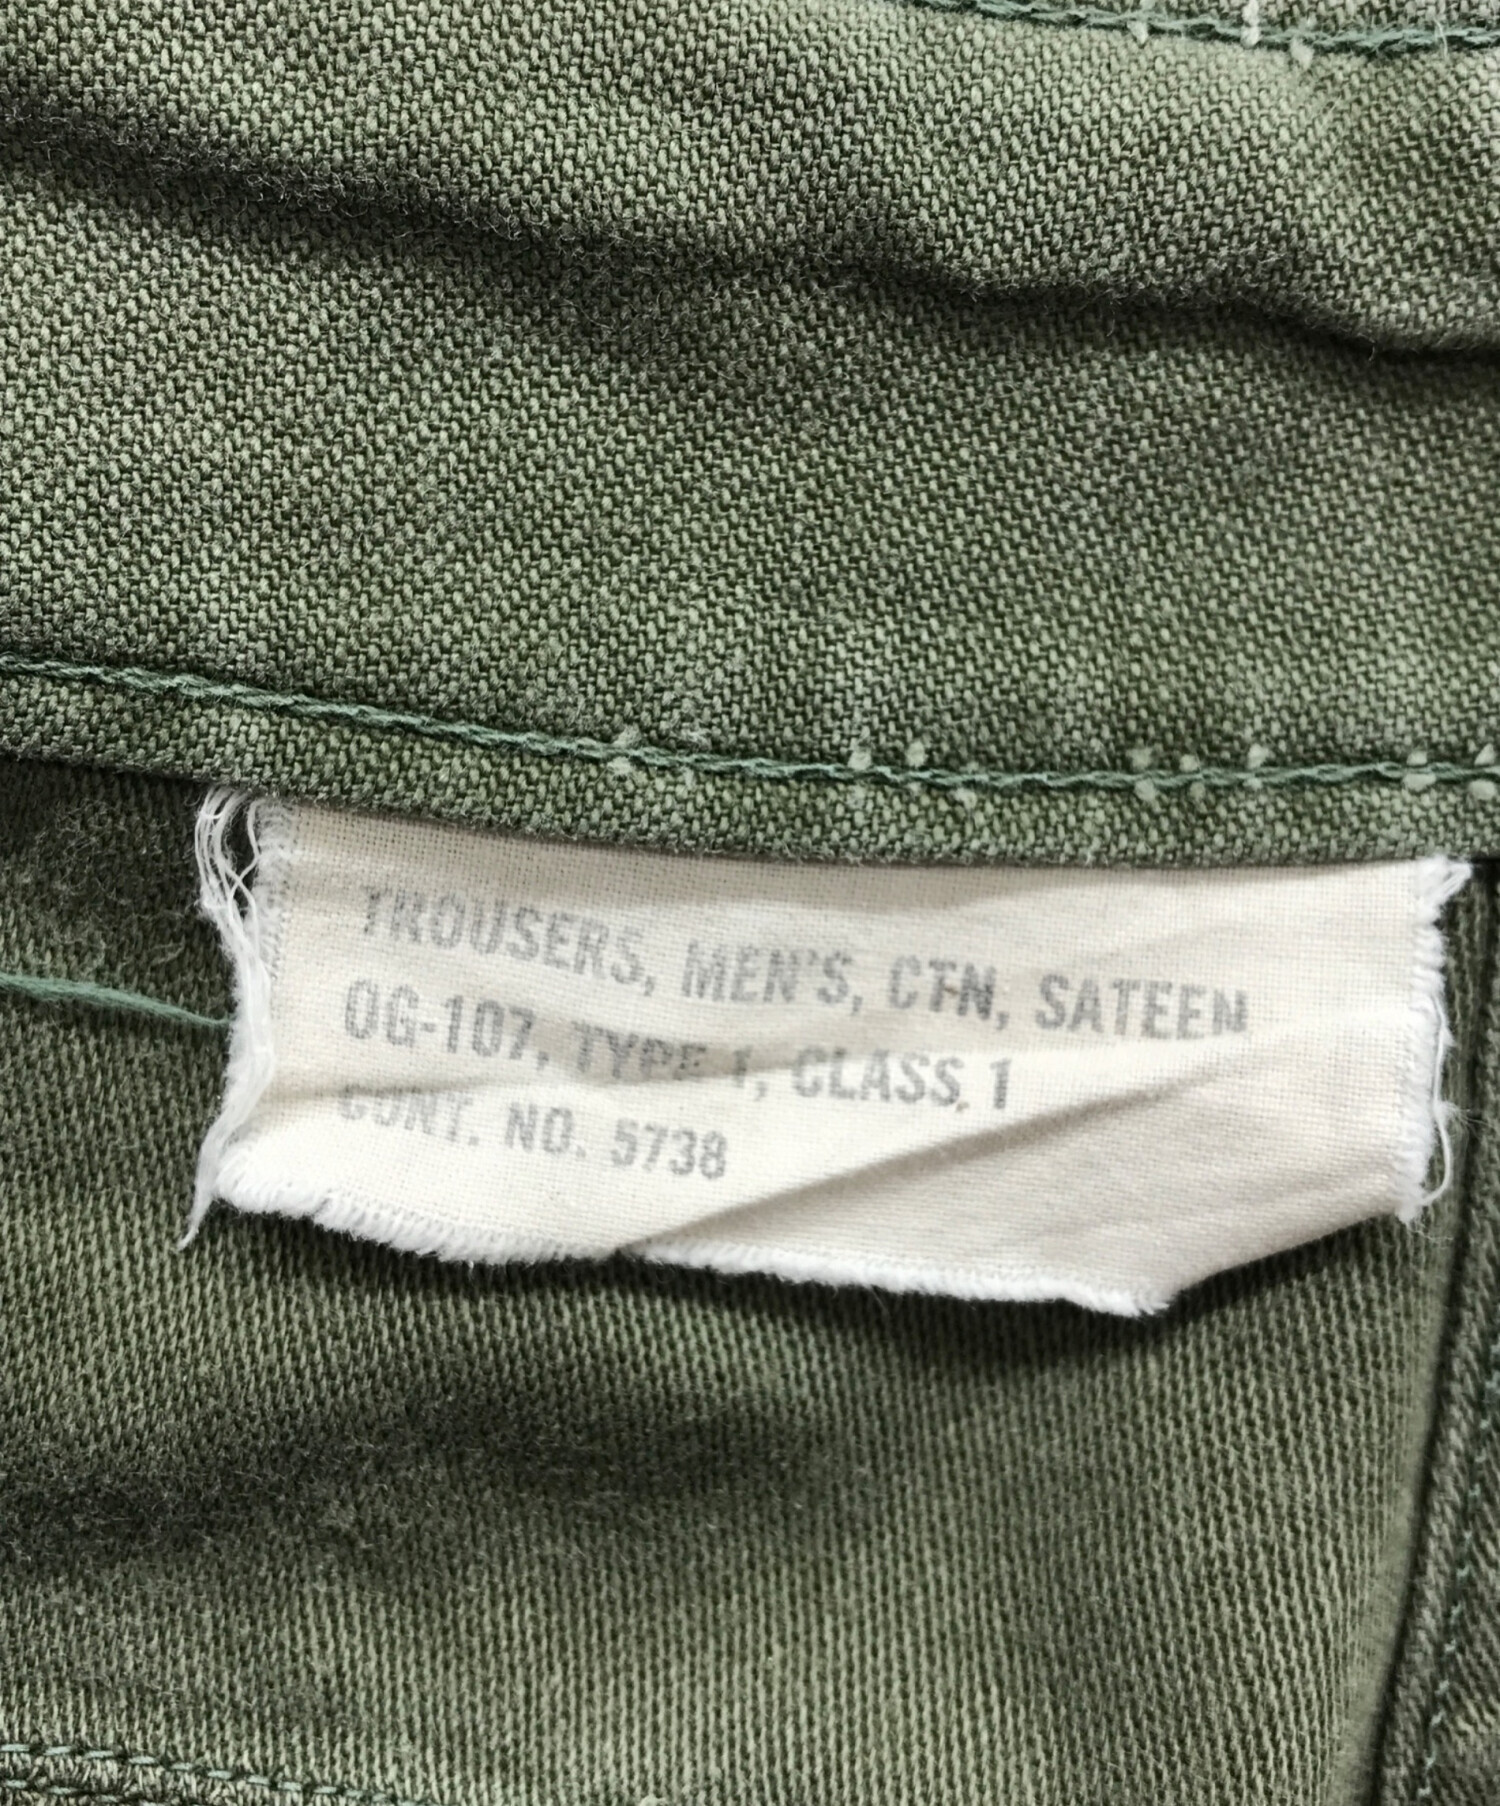 TROUSERS, MEN'S, CTN, SATEEN
OG-107, TYPE 1, CLASS, 1
CONT. NO. 5738